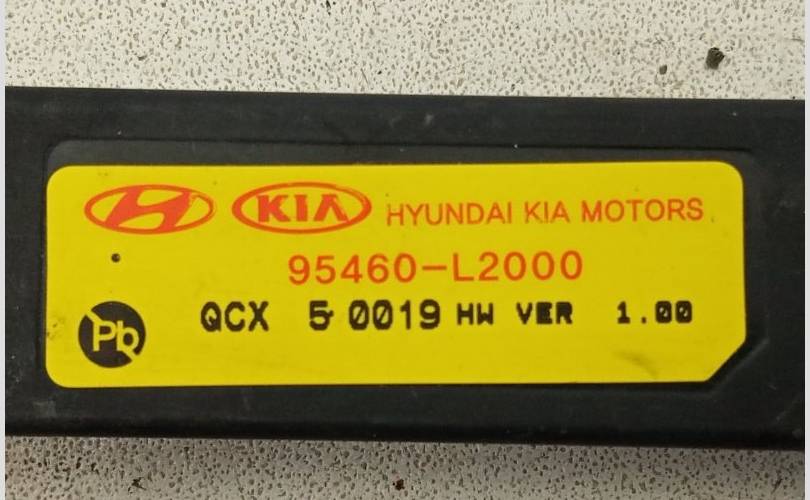 KIA HYUNDAI KIA MOTORS
95460-L2000
QCX 5 0019 HW VER 1.00
Pb